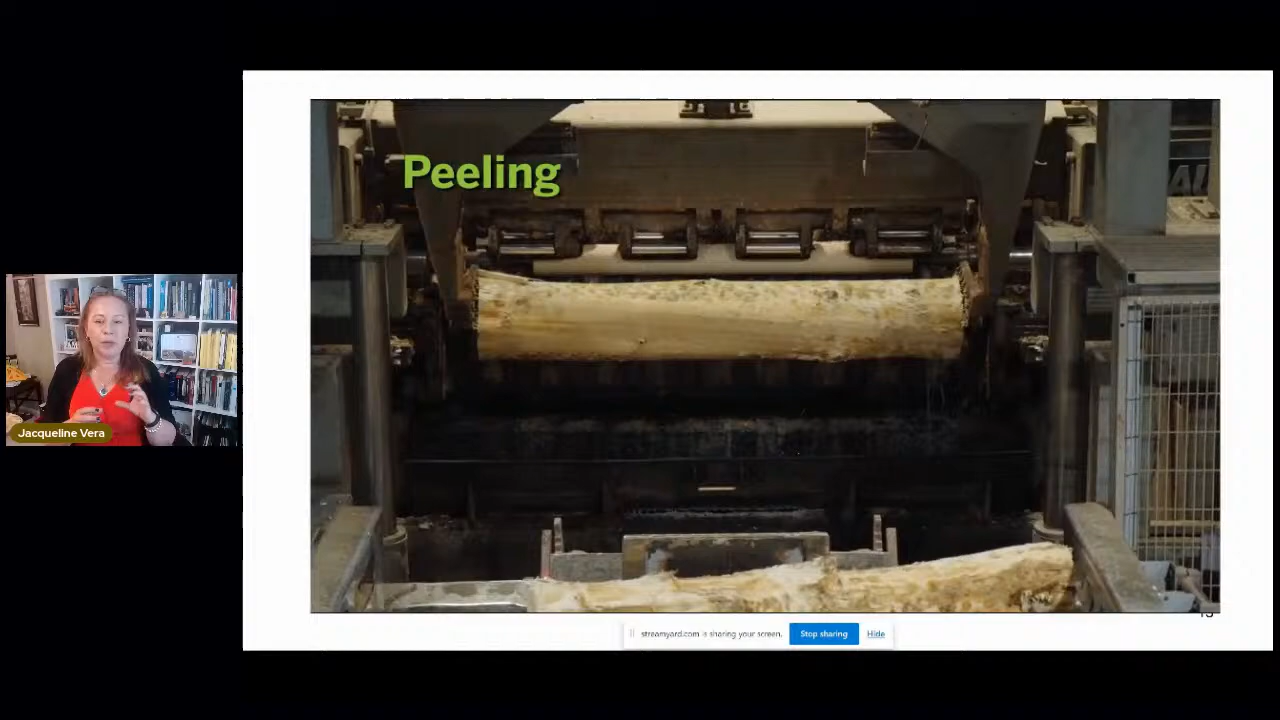 Peeling
Jacqueline Vera
streamyard.com is sharing your screen.
Stop sharing
Hide